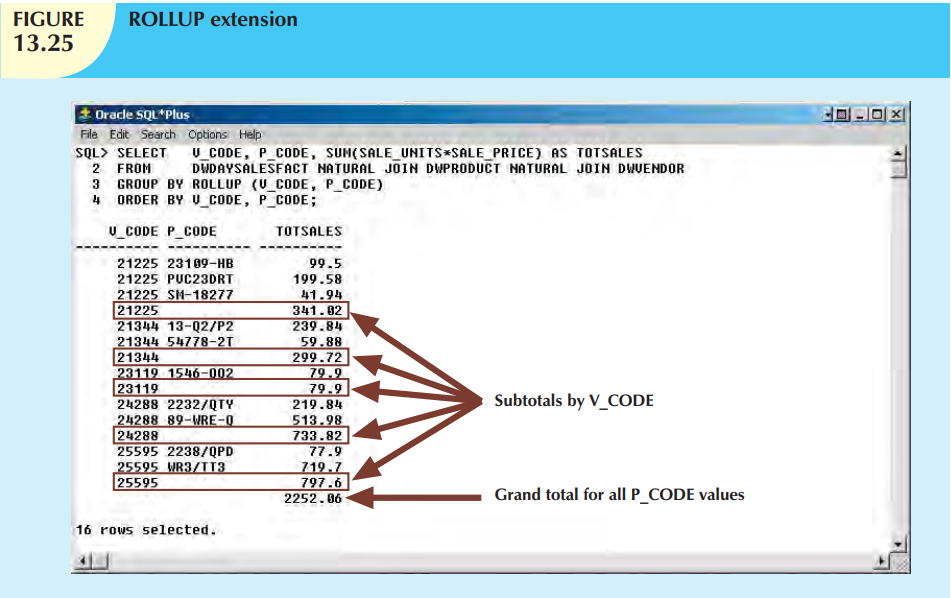 FIGURE 13.25
ROLLUP extension
Oracle SQL*Plus
File Edit Search Options Help
SQL> SELECT V_CODE, P_CODE, SUM(SALE_UNITS*SALE_PRICE) AS TOTSALES
2 FROM DWDAYSALESFACT NATURAL JOIN DWPRODUCT NATURAL JOIN DWVENDOR
3 GROUP BY ROLLUP (V_CODE, P_CODE)
4 ORDER BY V_CODE, P_CODE;
V_CODE P_CODE TOTSALES
---------- ---------- ----------
21225 23109-HB 99.5
21225 PVC23DRT 199.58
21225 SM-18277 41.94
21225 341.02
21344 13-Q2/P2 239.84
21344 54778-2T 59.88
21344 299.72
23119 1546-QQ2 79.9
23119 79.9
24288 2232/QTY 219.84
24288 89-WRE-Q 513.98
24288 733.82
25595 2238/QPD 77.9
25595 WR3/TT3 719.7
25595 797.6
2252.06
Subtotals by V_CODE
Grand total for all P_CODE values
16 rows selected.